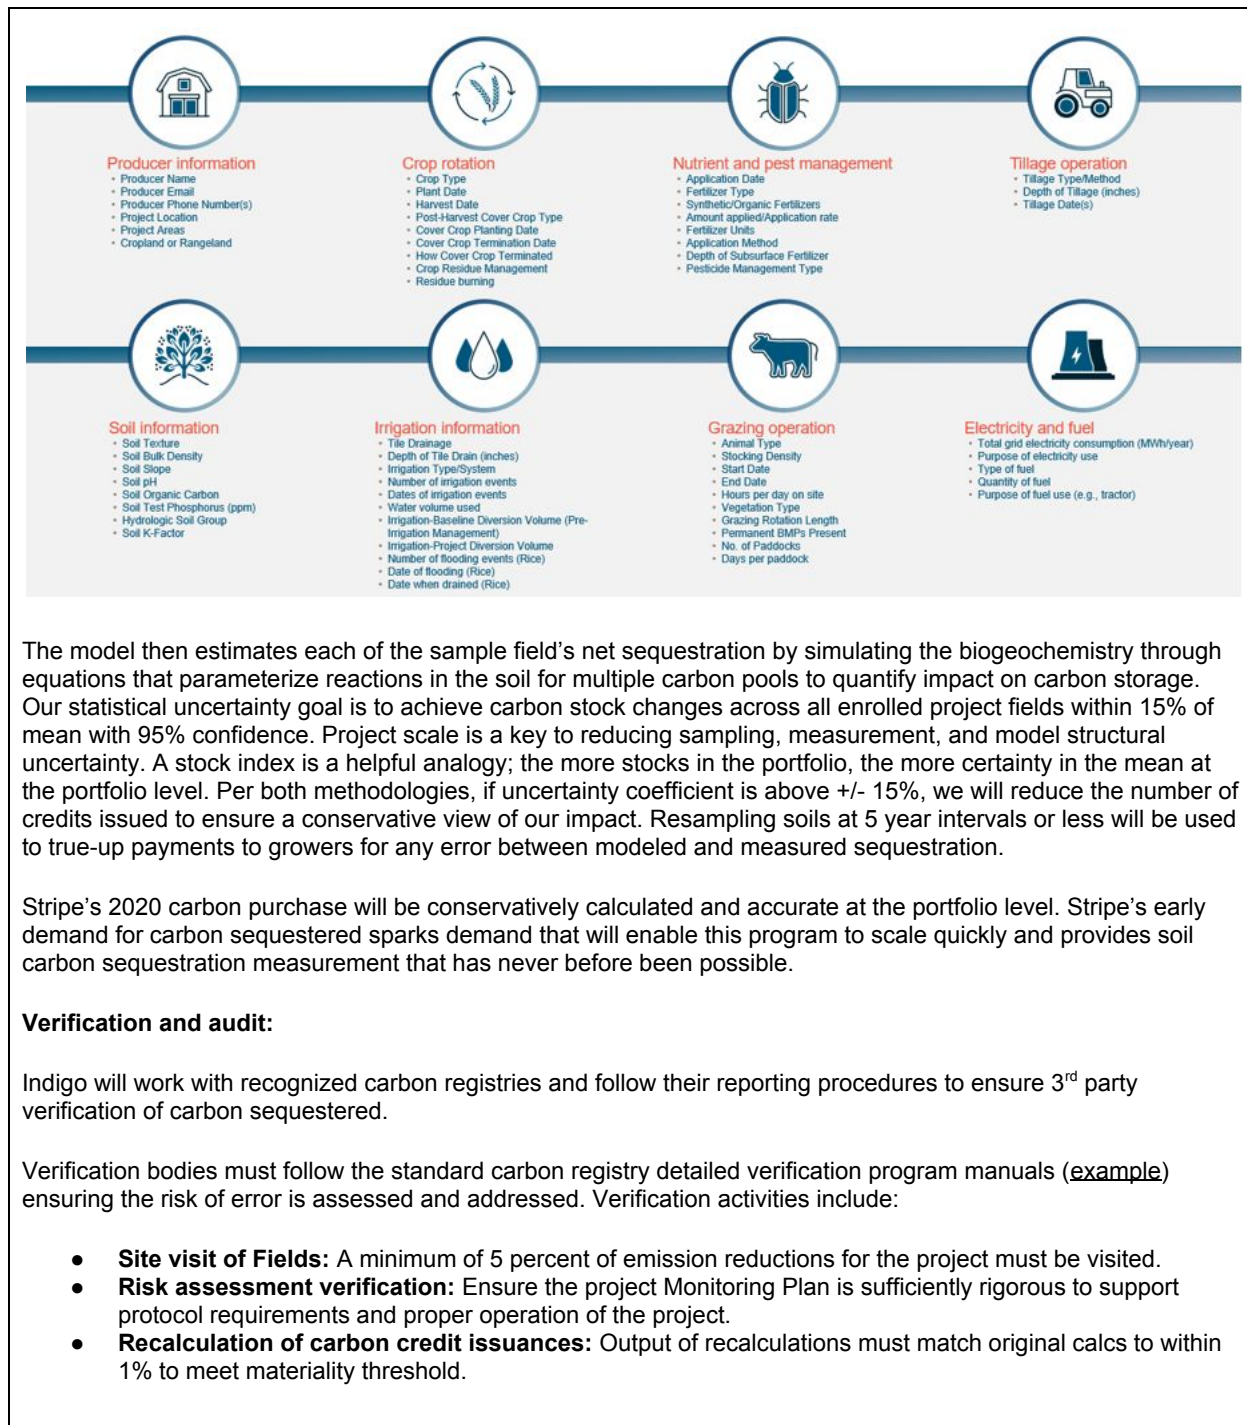 Producer information
• Producer Name
• Producer Email
• Producer Phone Number(s)
• Project Location
• Project Areas
• Cropland or Rangeland
Crop rotation
• Crop Type
• Plant Date
• Harvest Date
• Post-Harvest Cover Crop Type
• Cover Crop Planting Date
• Cover Crop Termination Date
• How Cover Crop Terminated
• Crop Residue Management
• Residue burning
Nutrient and pest management
• Application Date
• Fertilizer Type
• Synthetic/Organic Fertilizers
• Amount applied/Application rate
• Fertilizer Units
• Application Method
• Depth of Subsurface Fertilizer
• Pesticide Management Type
Tillage operation
• Tillage Type/Method
• Depth of Tillage (inches)
• Tillage Date(s)
Soil information
• Soil Texture
• Soil Bulk Density
• Soil Slope
• Soil pH
• Soil Organic Carbon
• Soil Test Phosphorus (ppm)
• Hydrologic Soil Group
• Soil K-Factor
Irrigation information
• Tile Drainage
• Depth of Tile Drain (inches)
• Irrigation Type/System
• Number of irrigation events
• Dates of irrigation events
• Water volume used
• Irrigation-Baseline Diversion Volume (Pre-
Irrigation Management)
• Irrigation-Project Diversion Volume
• Number of flooding events (Rice)
• Date of flooding (Rice)
• Date when drained (Rice)
Grazing operation
• Animal Type
• Stocking Density
• Start Date
• End Date
• Hours per day on site
• Vegetation Type
• Grazing Rotation Length
• Permanent BMPs Present
• No. of Paddocks
• Days per paddock
Electricity and fuel
• Total grid electricity consumption (MWh/year)
• Purpose of electricity use
• Type of fuel
• Quantity of fuel
• Purpose of fuel use (e.g., tractor)
The model then estimates each of the sample field’s net sequestration by simulating the biogeochemistry through
equations that parameterize reactions in the soil for multiple carbon pools to quantify impact on carbon storage.
Our statistical uncertainty goal is to achieve carbon stock changes across all enrolled project fields within 15% of
mean with 95% confidence. Project scale is a key to reducing sampling, measurement, and model structural
uncertainty. A stock index is a helpful analogy; the more stocks in the portfolio, the more certainty in the mean at
the portfolio level. Per both methodologies, if uncertainty coefficient is above +/- 15%, we will reduce the number of
credits issued to ensure a conservative view of our impact. Resampling soils at 5 year intervals or less will be used
to true-up payments to growers for any error between modeled and measured sequestration.
Stripe’s 2020 carbon purchase will be conservatively calculated and accurate at the portfolio level. Stripe’s early
demand for carbon sequestered sparks demand that will enable this program to scale quickly and provides soil
carbon sequestration measurement that has never before been possible.
Verification and audit:
Indigo will work with recognized carbon registries and follow their reporting procedures to ensure 3rd party
verification of carbon sequestered.
Verification bodies must follow the standard carbon registry detailed verification program manuals (example)
ensuring the risk of error is assessed and addressed. Verification activities include:
● Site visit of Fields: A minimum of 5 percent of emission reductions for the project must be visited.
● Risk assessment verification: Ensure the project Monitoring Plan is sufficiently rigorous to support
protocol requirements and proper operation of the project.
● Recalculation of carbon credit issuances: Output of recalculations must match original calcs to within
1% to meet materiality threshold.